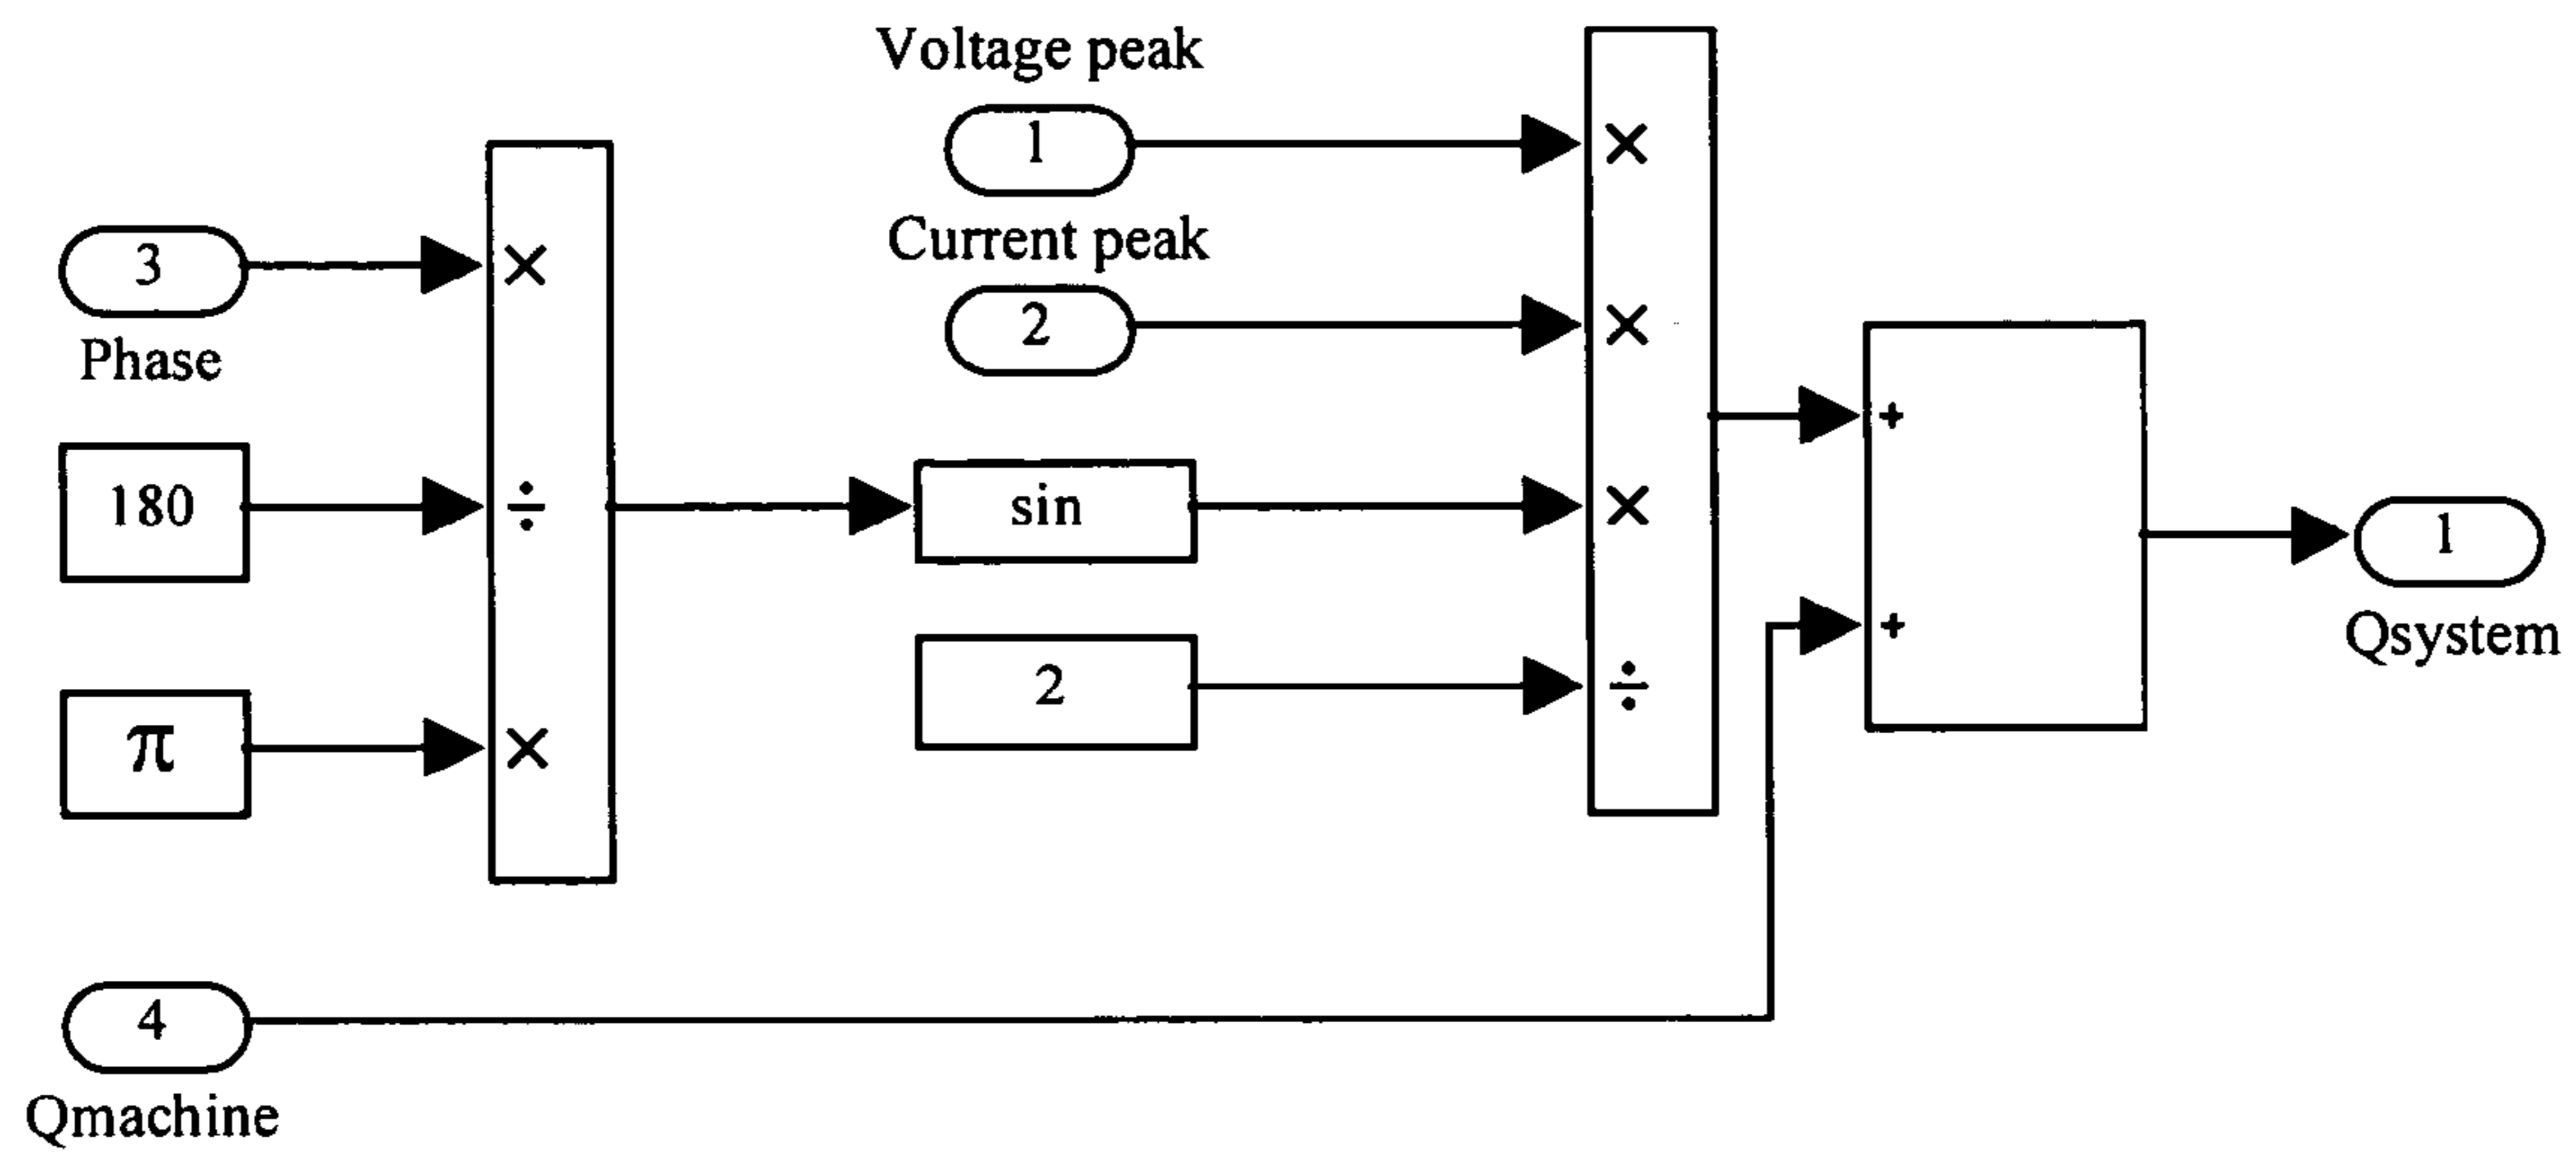 Voltage peak
1
×
Current peak
2
×
3
×
Phase
180
÷
π
×
sin
×
2
÷
+
+
1
Qsystem
4
Qmachine